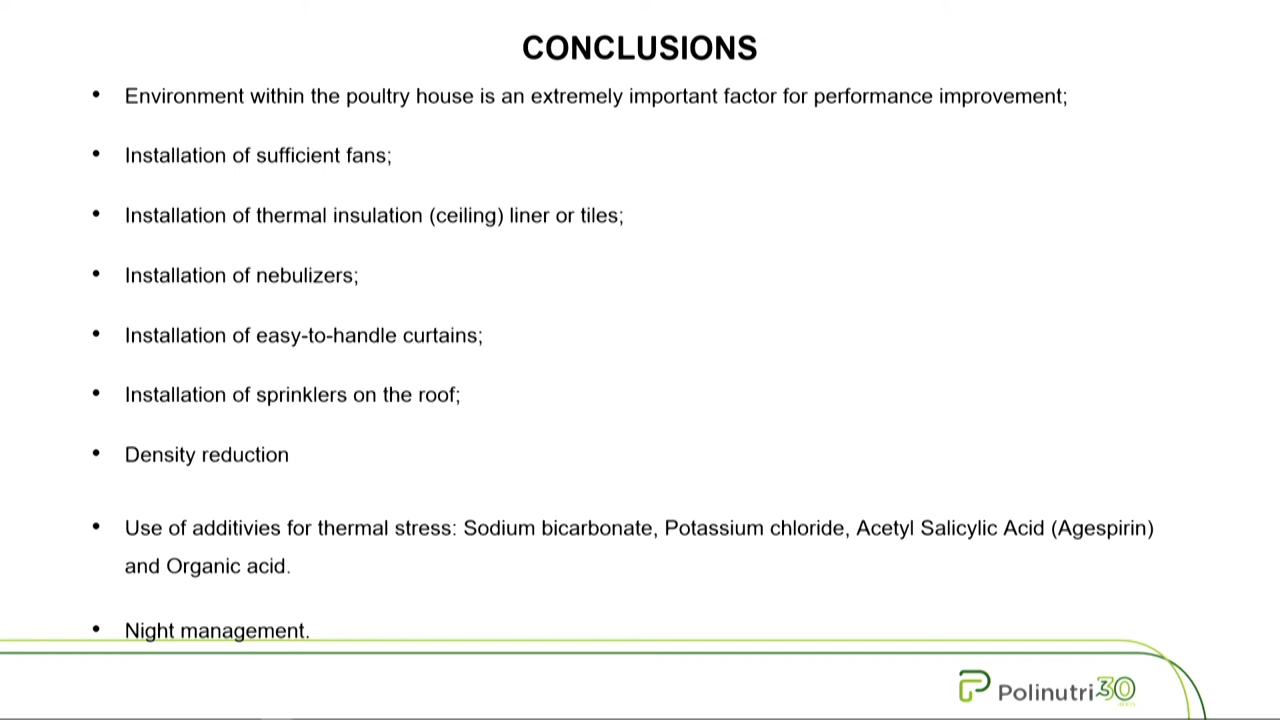 CONCLUSIONS
• Environment within the poultry house is an extremely important factor for performance improvement;
• Installation of sufficient fans;
• Installation of thermal insulation (ceiling) liner or tiles;
• Installation of nebulizers;
• Installation of easy-to-handle curtains;
• Installation of sprinklers on the roof;
• Density reduction
• Use of additivies for thermal stress: Sodium bicarbonate, Potassium chloride, Acetyl Salicylic Acid (Agespirin)
and Organic acid.
• Night management.
Polinutri 30